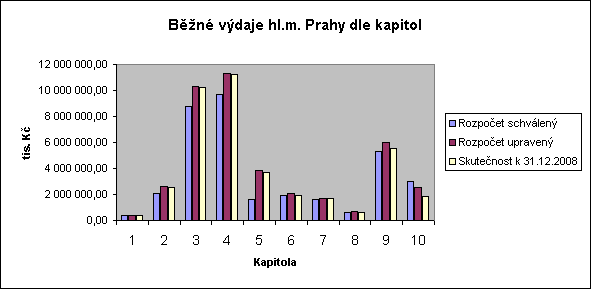 Běžné výdaje hl.m. Prahy dle kapitol
12 000 000,00
10 000 000,00
8 000 000,00
6 000 000,00
4 000 000,00
2 000 000,00
0,00
tis. Kč
1 2 3 4 5 6 7 8 9 10
Kapitola
Rozpočet schválený
Rozpočet upravený
Skutečnost k 31.12.2008